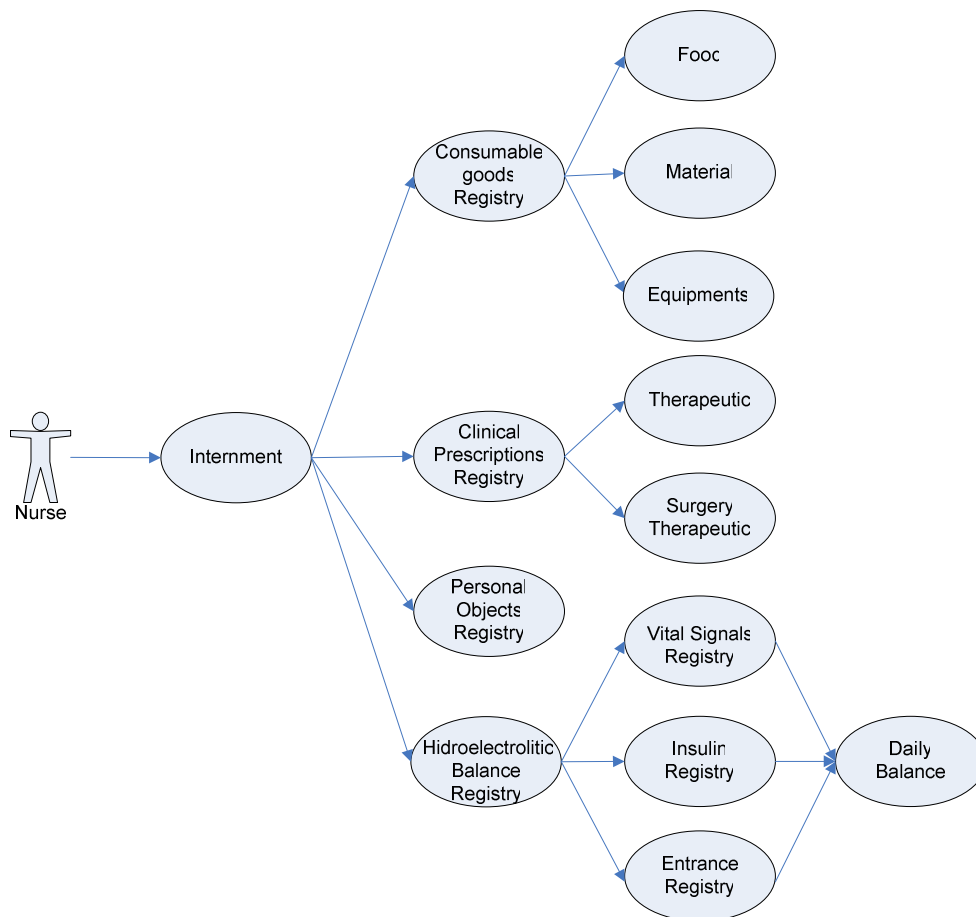 Food
Consumable
goods
Registry
Material
Equipments
Therapeutic
Internment
Clinical
Prescriptions
Registry
Nurse
Surgery
Therapeutic
Personal
Objects
Registry
Vital Signals
Registry
Hidroelectrolitic
Balance
Registry
Insulin
Registry
Daily
Balance
Entrance
Registry